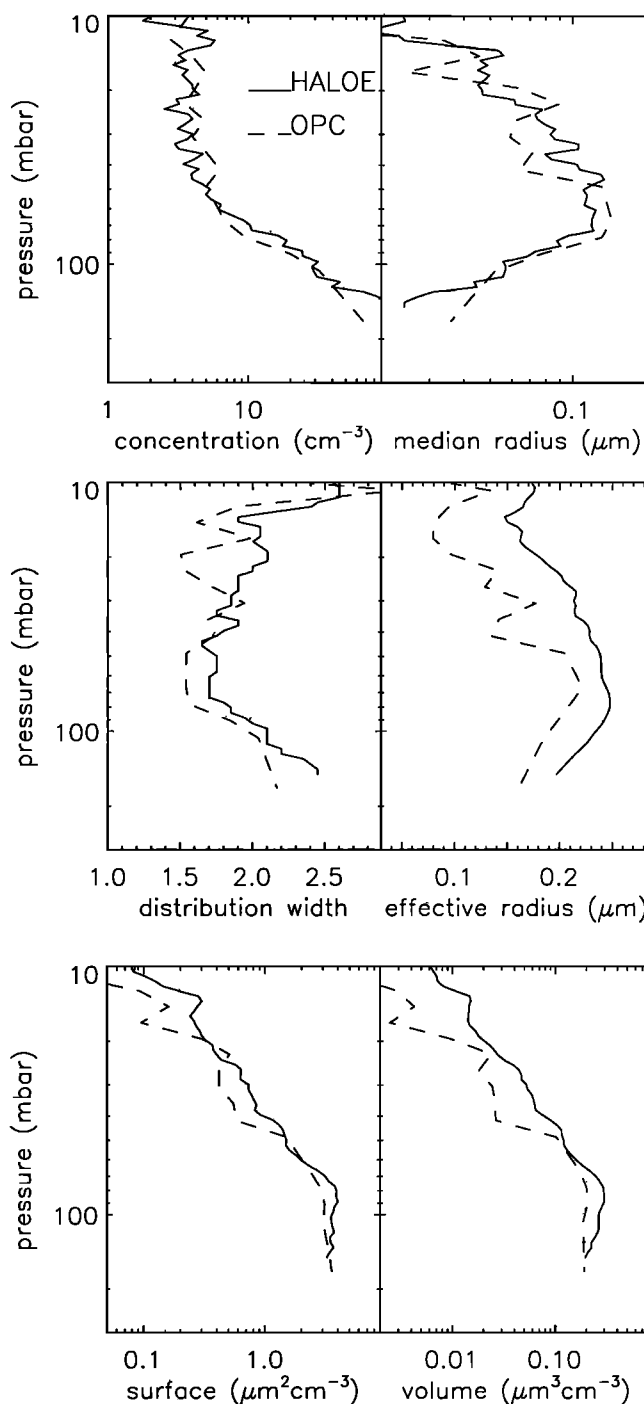 10
HALOE
OPC
pressure (mbar)
100
1 10 0.1
concentration (cm⁻³) median radius (μm)
10
pressure (mbar)
100
1.0 1.5 2.0 2.5 0.1 0.2
distribution width effective radius (μm)
10
pressure (mbar)
100
0.1 1.0 0.01 0.10
surface (μm²cm⁻³) volume (μm³cm⁻³)